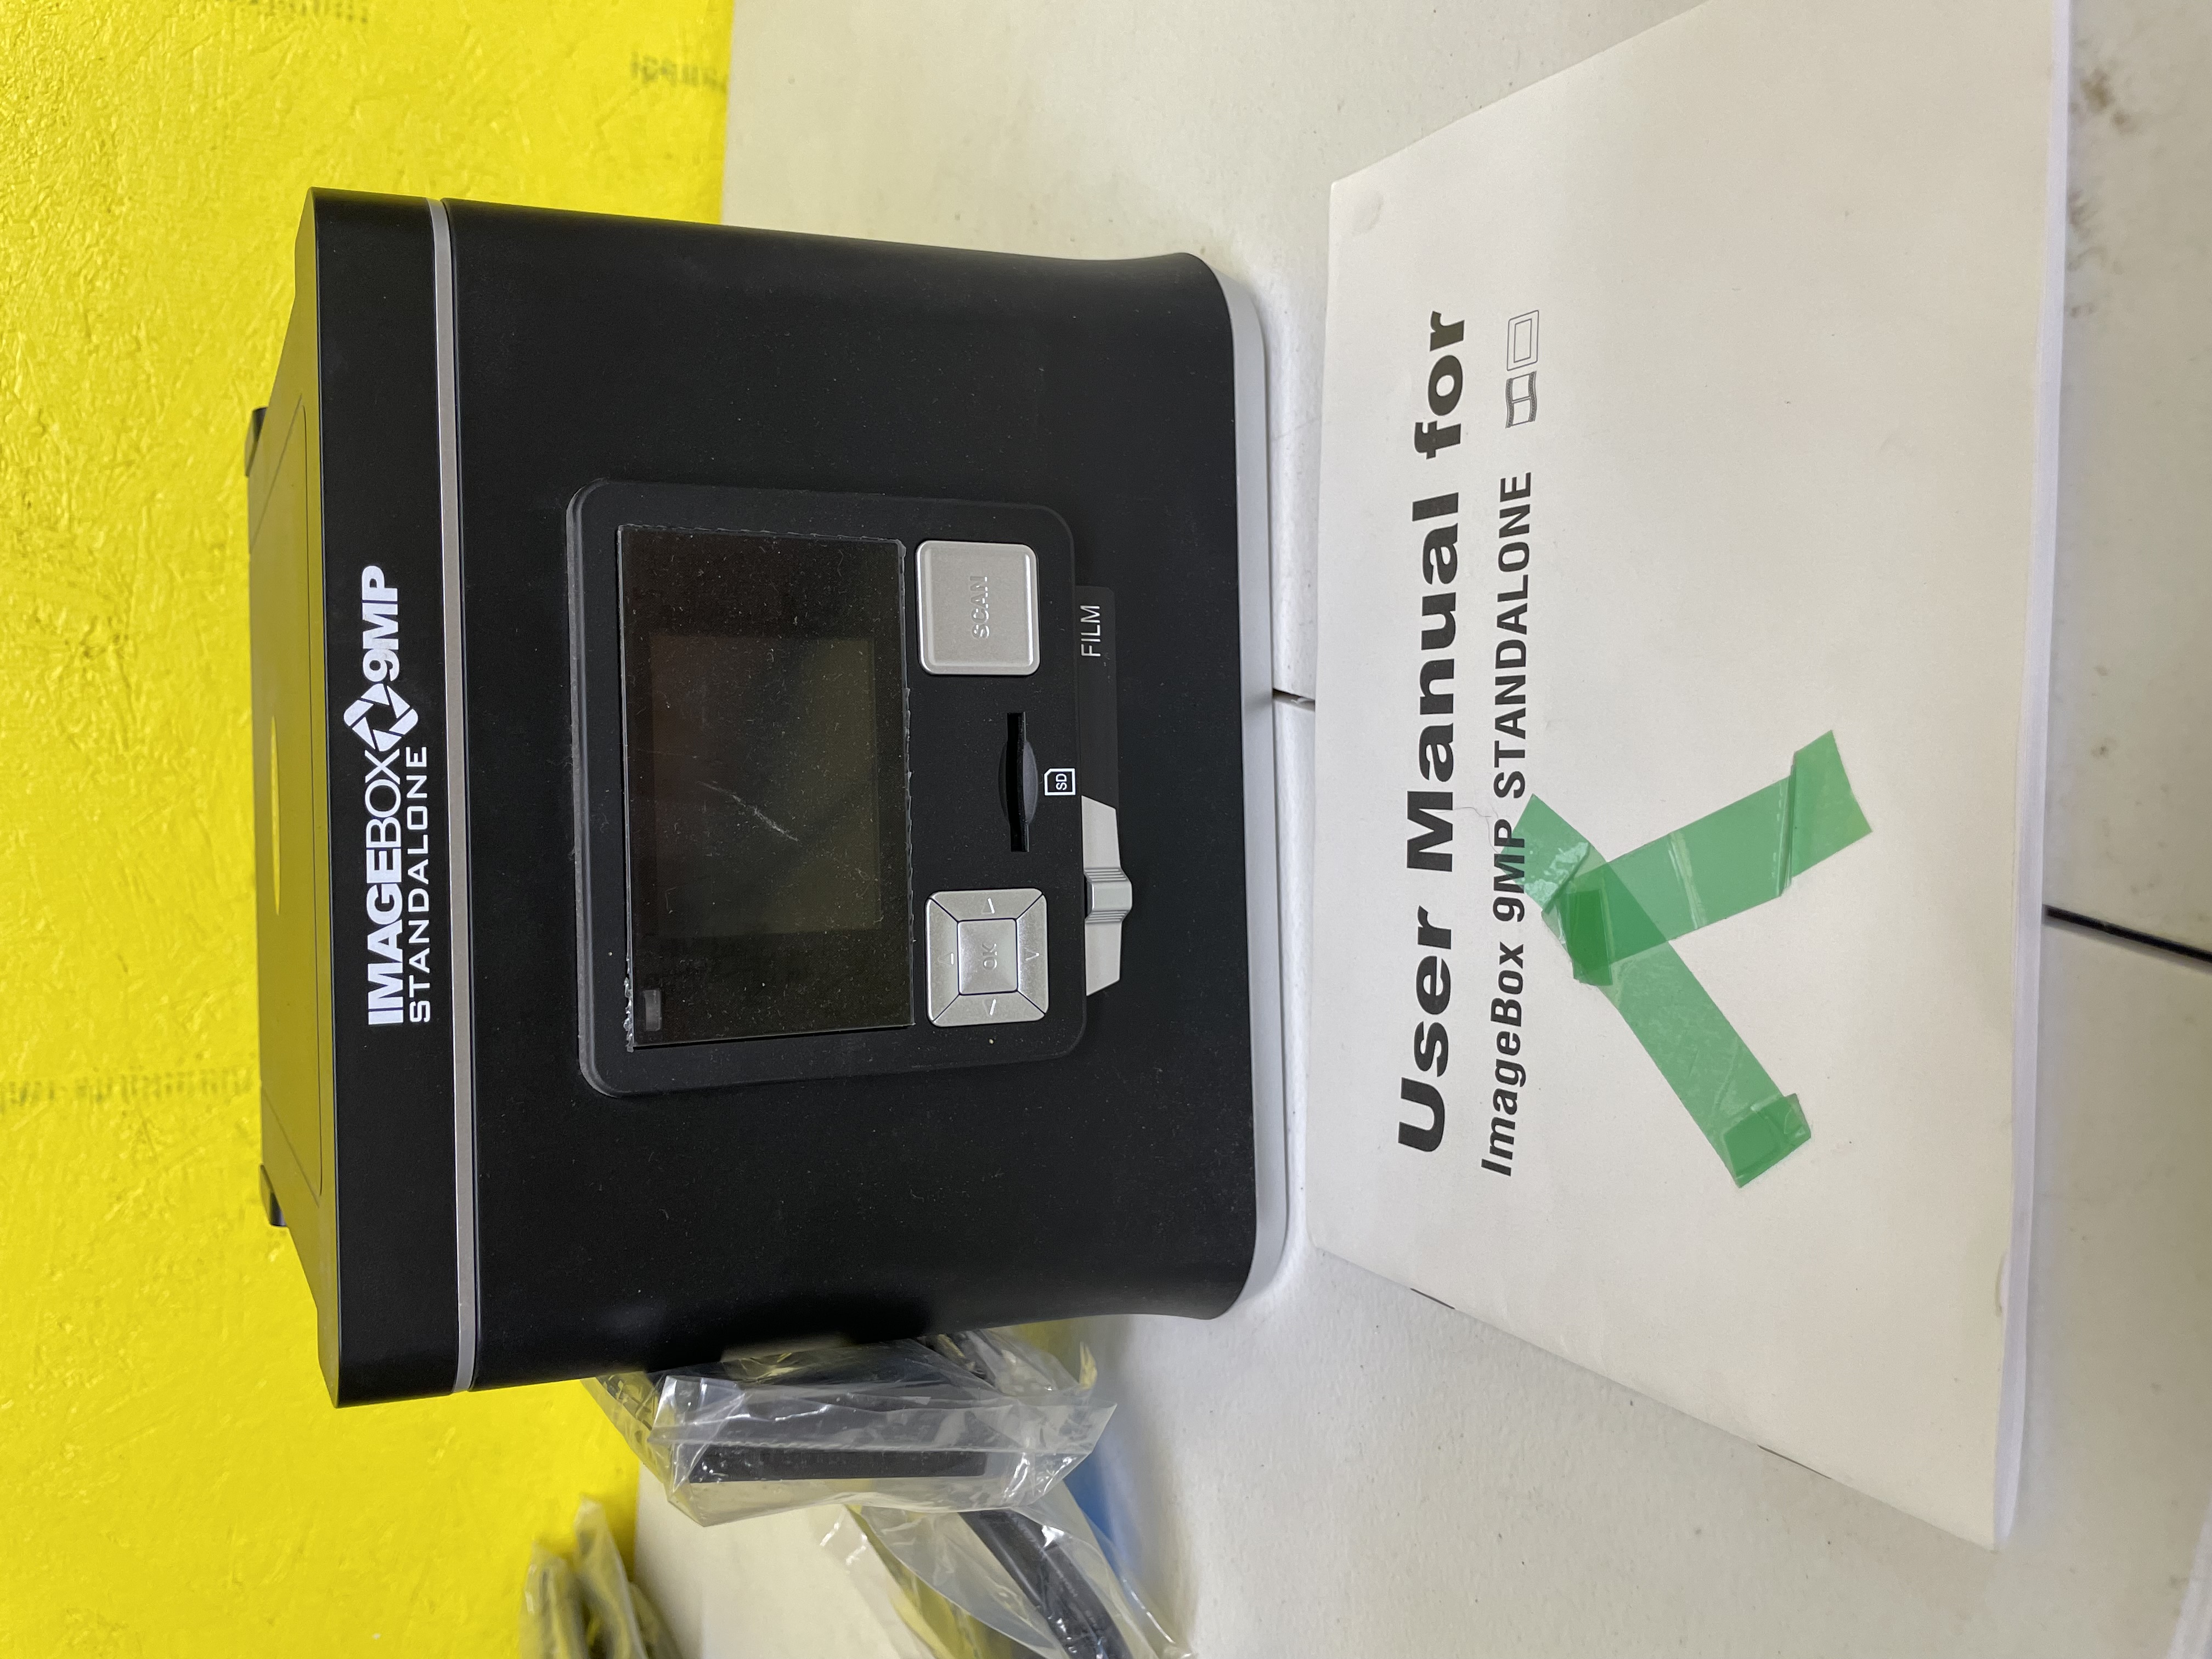 IMAGEBOX 9MP
STANDALONE
SCAN
OK
SD
FILM
User Manual for
ImageBox 9MP STANDALONE